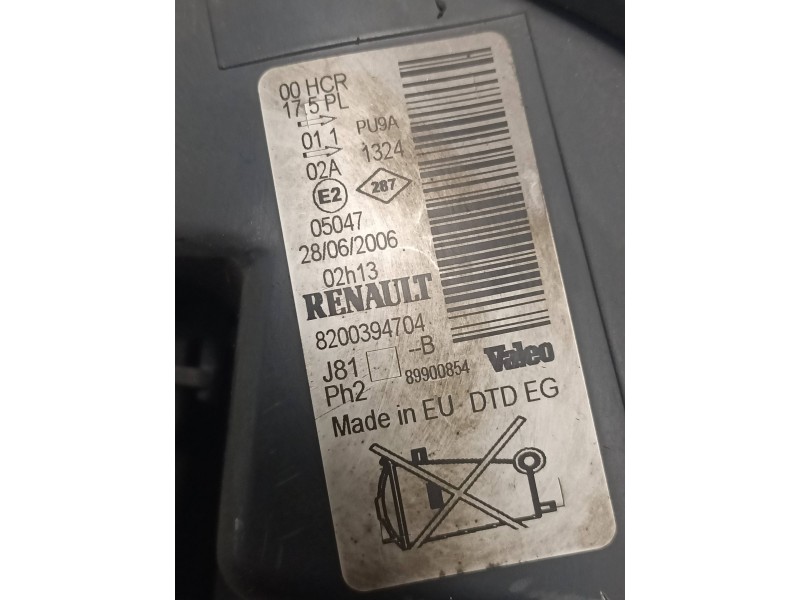 00 HCR
17.5 PL
01 1 PU9A
02A 1324
E2 287
05047
28/06/2006
02h13
RENAULT
8200394704
J81 --B
Ph2 89900854 Valeo
Made in EU - DTD EG